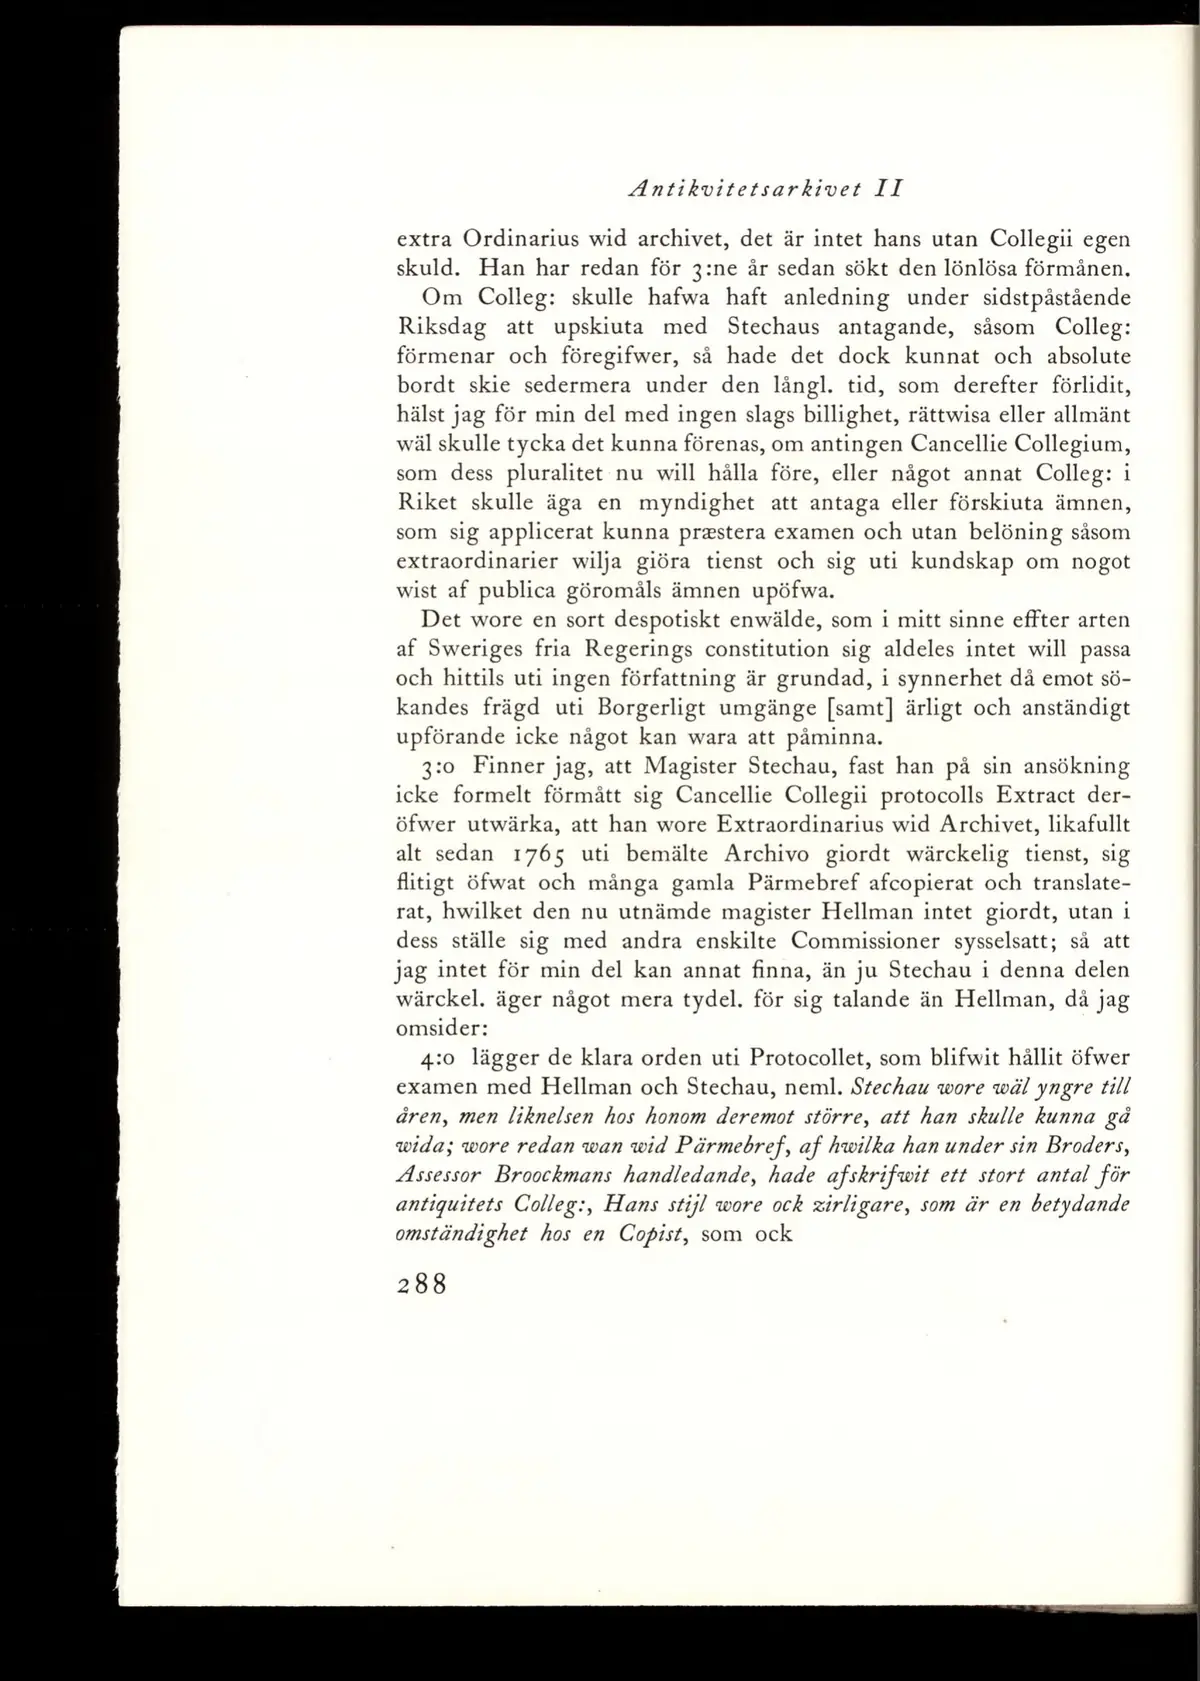 Antikvitetsarkivet II
extra Ordinarius wid archivet, det är intet hans utan Collegii egen
skuld. Han har redan för 3:ne år sedan sökt den lönlösa förmånen.
Om Colleg: skulle hafwa haft anledning under sidstpåstående
Riksdag att upskiuta med Stechaus antagande, såsom Colleg:
förmenar och föregifwer, så hade det dock kunnat och absolute
bordt skie sedermera under den långl. tid, som derefter förlidit,
hälst jag för min del med ingen slags billighet, rättwisa eller allmänt
wäl skulle tycka det kunna förenas, om antingen Cancellie Collegium,
som dess pluralitet nu will hålla före, eller något annat Colleg: i
Riket skulle äga en myndighet att antaga eller förskiuta ämnen,
som sig applicerat kunna præstera examen och utan belöning såsom
extraordinarier wilja giöra tienst och sig uti kundskap om nogot
wist af publica göromåls ämnen upöfwa.
Det wore en sort despotiskt enwälde, som i mitt sinne effter arten
af Sweriges fria Regerings constitution sig aldeles intet will passa
och hittils uti ingen författning är grundad, i synnerhet då emot sö-
kandes frägd uti Borgerligt umgänge [samt] ärligt och anständigt
upförande icke något kan wara att påminna.
3:o Finner jag, att Magister Stechau, fast han på sin ansökning
icke formelt förmått sig Cancellie Collegii protocolls Extract der-
öfwer utwärka, att han wore Extraordinarius wid Archivet, likafullt
alt sedan 1765 uti bemälte Archivo giordt wärckelig tienst, sig
flitigt öfwat och många gamla Pärmebref afcopierat och translate-
rat, hwilket den nu utnämde magister Hellman intet giordt, utan i
dess ställe sig med andra enskilte Commissioner sysselsatt; så att
jag intet för min del kan annat finna, än ju Stechau i denna delen
wärckel. äger något mera tydel. för sig talande än Hellman, då jag
omsider:
4:o lägger de klara orden uti Protocollet, som blifwit hållit öfwer
examen med Hellman och Stechau, neml. Stechau wore wäl yngre till
åren, men liknelsen hos honom deremot större, att han skulle kunna gå
wida; wore redan wan wid Pärmebref, af hwilka han under sin Broders,
Assessor Broockmans handledande, hade afskrifwit ett stort antal för
antiquitets Colleg:, Hans stijl wore ock zirligare, som är en betydande
omständighet hos en Copist, som ock
288